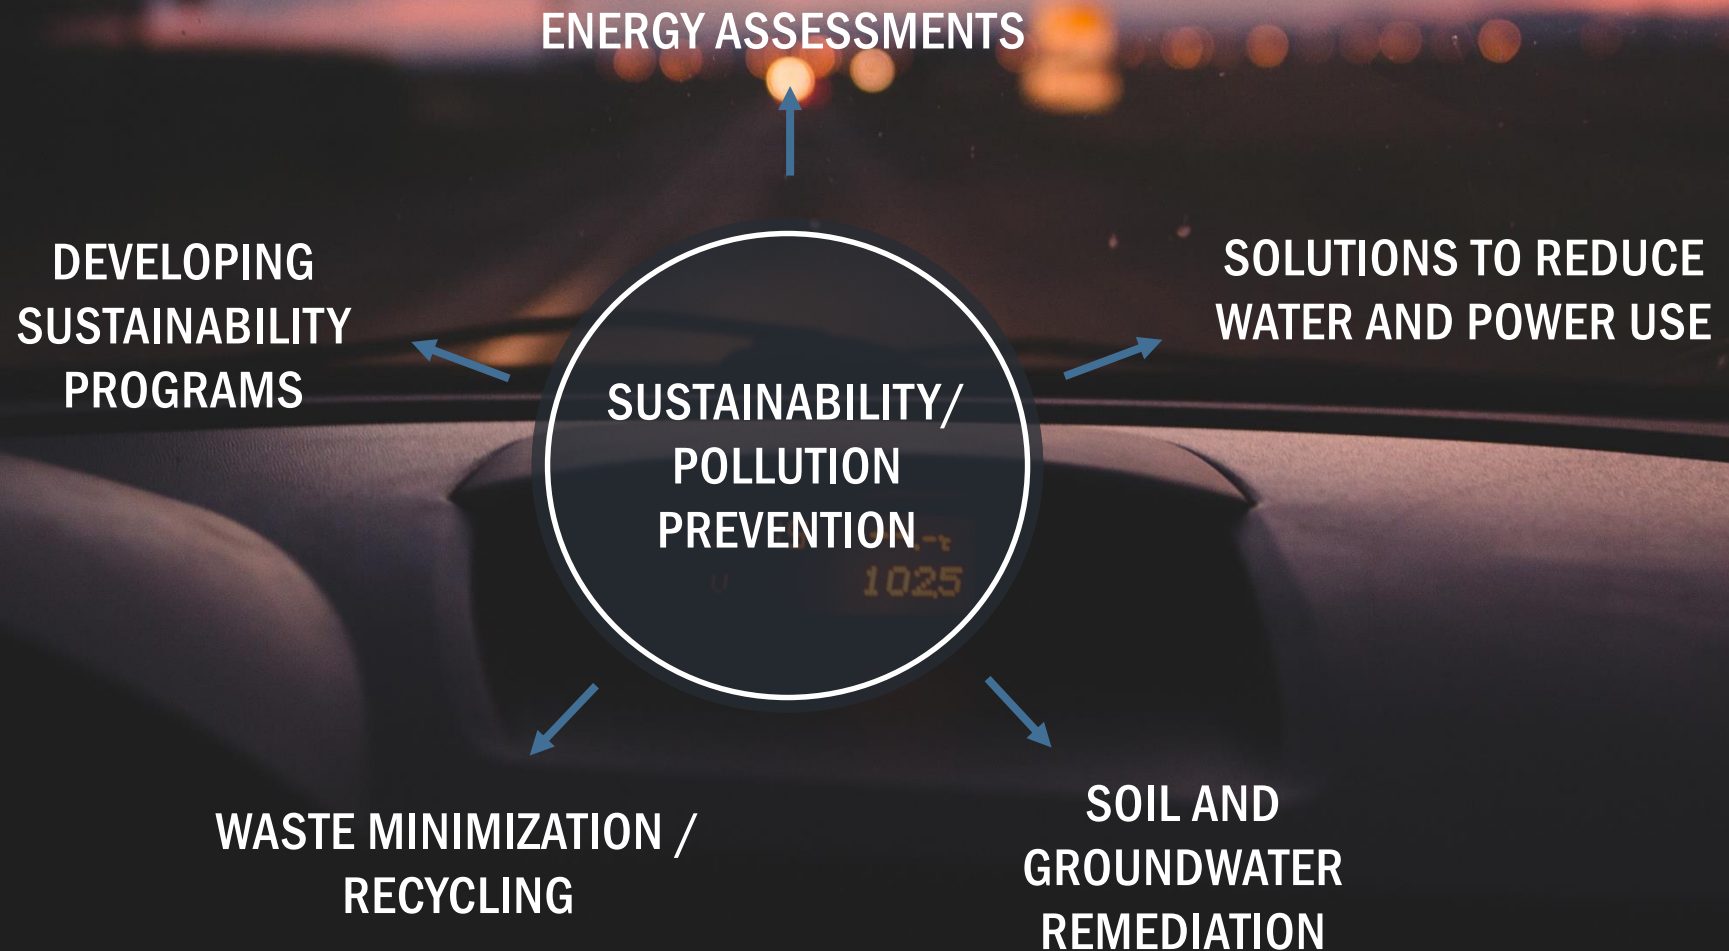 ENERGY ASSESSMENTS
DEVELOPING
SUSTAINABILITY
PROGRAMS
SOLUTIONS TO REDUCE
WATER AND POWER USE
SUSTAINABILITY/
POLLUTION
PREVENTION
1025
WASTE MINIMIZATION /
RECYCLING
SOIL AND
GROUNDWATER
REMEDIATION